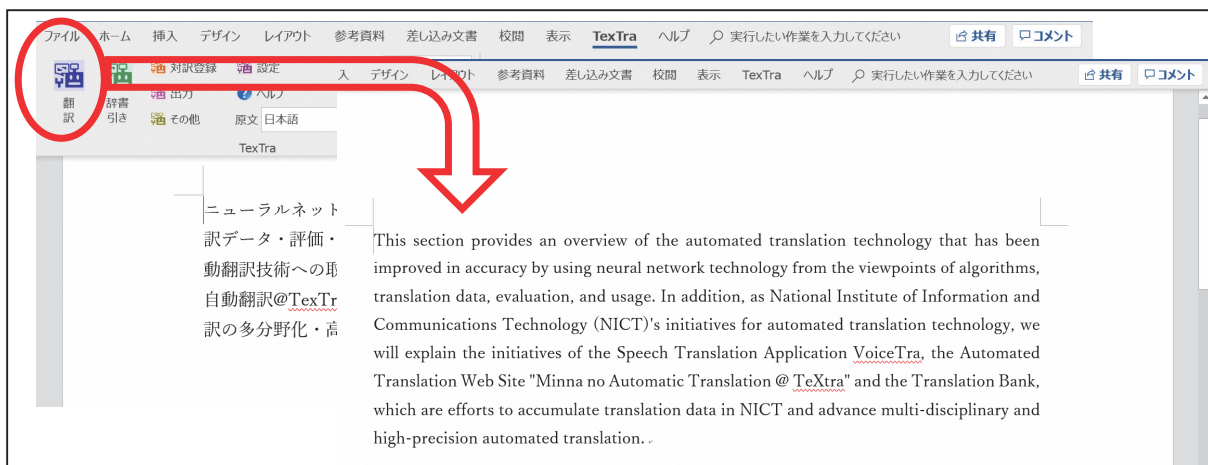 ファイル ホーム 挿入 デザイン レイアウト 参考資料 差し込み文書 校閲 表示 TexTra ヘルプ 実行したい作業を入力してください 共有 コメント
入 デザイン レイアウト 参考資料 差し込み文書 校閲 表示 TexTra ヘルプ 実行したい作業を入力してください 共有 コメント
翻訳
辞書引き
対訳登録 設定
出力 ヘルプ
その他 原文 日本語
TexTra
ニューラルネット
訳データ・評価・
動翻訳技術への取
自動翻訳@TexTr
訳の多分野化・高
This section provides an overview of the automated translation technology that has been
improved in accuracy by using neural network technology from the viewpoints of algorithms,
translation data, evaluation, and usage. In addition, as National Institute of Information and
Communications Technology (NICT)'s initiatives for automated translation technology, we
will explain the initiatives of the Speech Translation Application VoiceTra, the Automated
Translation Web Site "Minna no Automatic Translation @ TeXtra" and the Translation Bank,
which are efforts to accumulate translation data in NICT and advance multi-disciplinary and
high-precision automated translation.